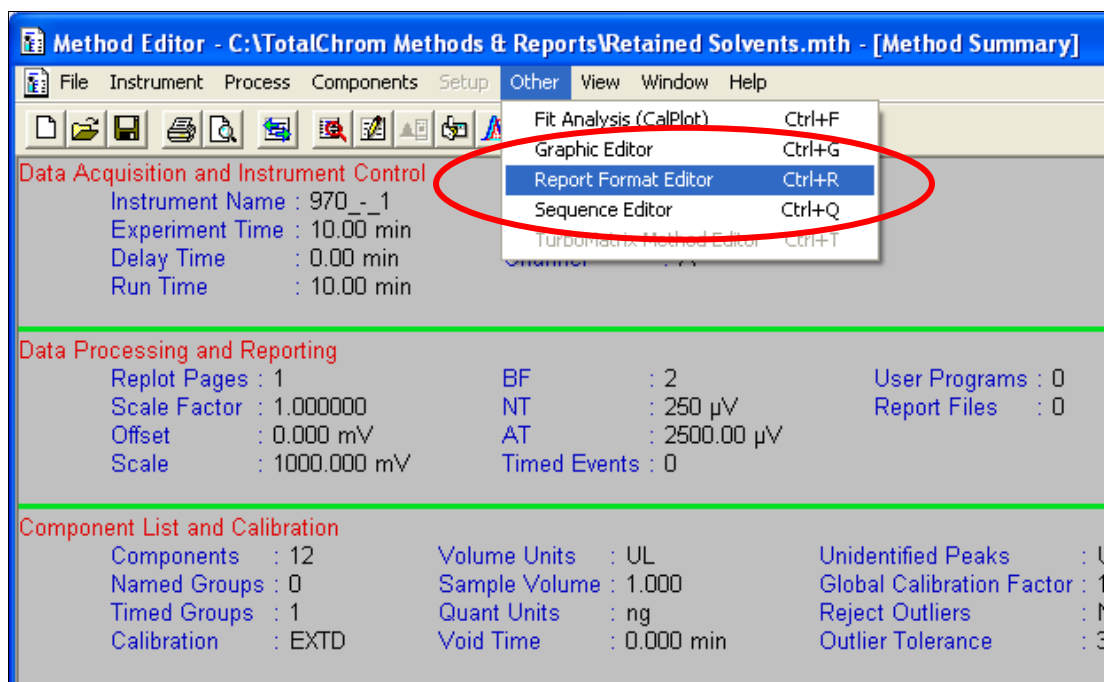 Method Editor - C:\TotalChrom Methods & Reports\Retained Solvents.mth - [Method Summary]
File Instrument Process Components Setup Other View Window Help
Fit Analysis (CalPlot) Ctrl+F
Graphic Editor Ctrl+G
Report Format Editor Ctrl+R
Sequence Editor Ctrl+Q
TurboMatrix Method Editor Ctrl+T
Data Acquisition and Instrument Control
Instrument Name : 970_-_1
Experiment Time : 10.00 min
Delay Time : 0.00 min Channel : A
Run Time : 10.00 min
Data Processing and Reporting
Replot Pages : 1 BF : 2 User Programs : 0
Scale Factor : 1.000000 NT : 250 µV Report Files : 0
Offset : 0.000 mV AT : 2500.00 µV
Scale : 1000.000 mV Timed Events : 0
Component List and Calibration
Components : 12 Volume Units : UL Unidentified Peaks :
Named Groups : 0 Sample Volume : 1.000 Global Calibration Factor : 1
Timed Groups : 1 Quant Units : ng Reject Outliers :
Calibration : EXTD Void Time : 0.000 min Outlier Tolerance : 3